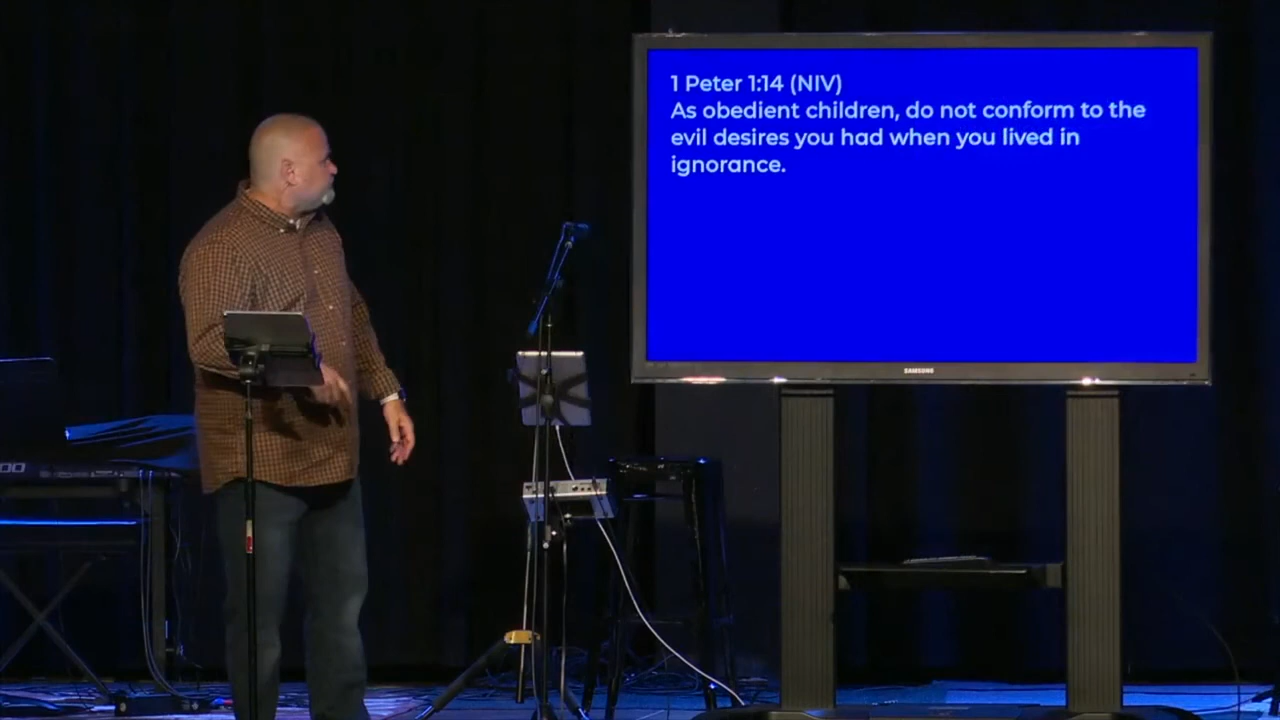 1 Peter 1:14 (NIV)
As obedient children, do not conform to the
evil desires you had when you lived in
ignorance.
SAMSUNG